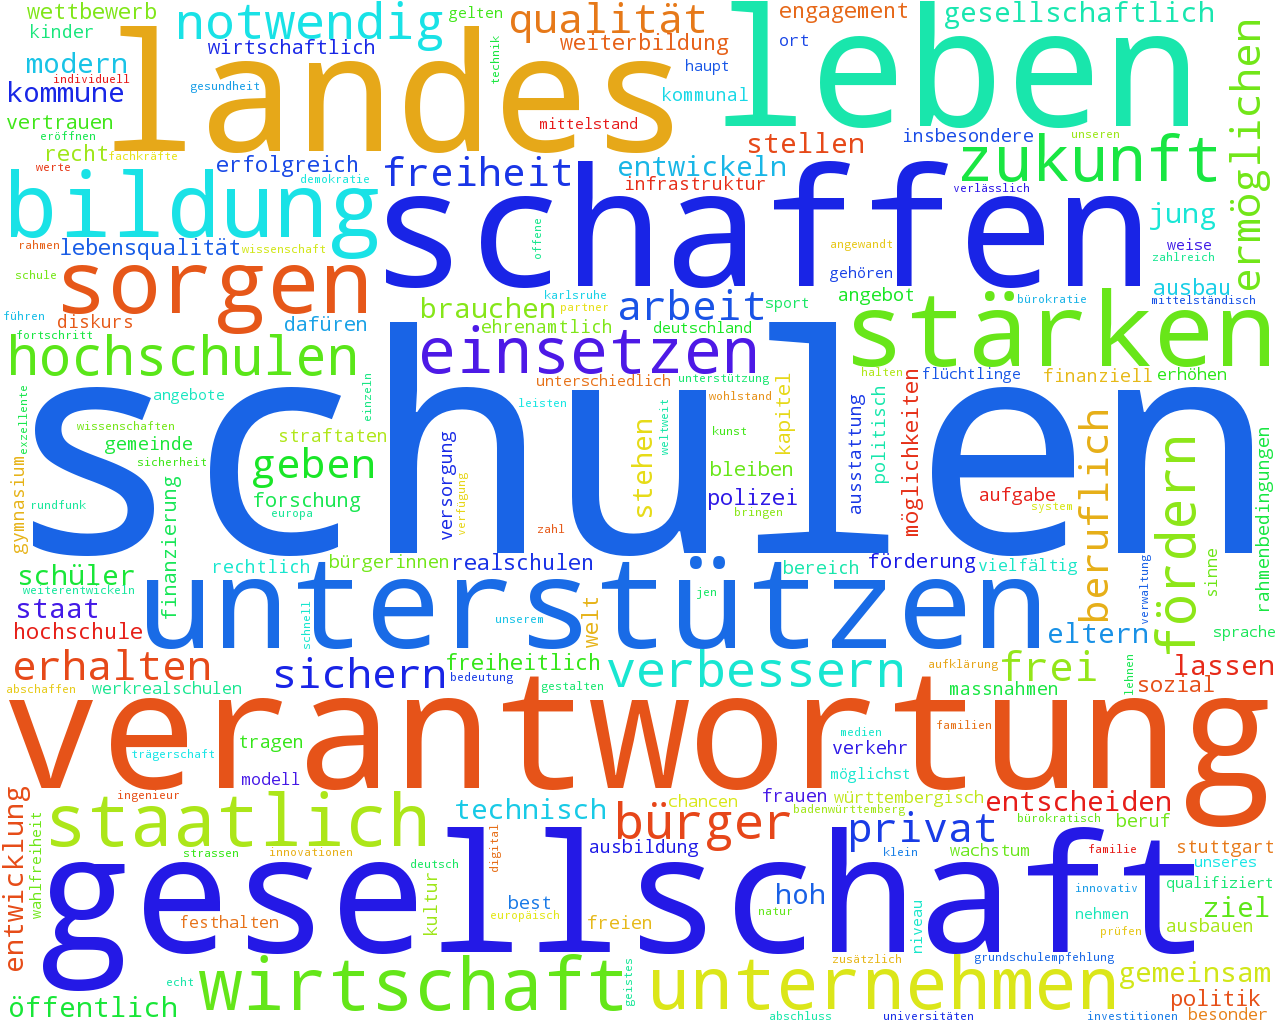 wettbewerb
notwendig
gelten
qualität
engagement
gesellschaftlich
kinder
wirtschaftlich
technik
weiterbildung
ort
leben
ermöglichen
modern
landes
haupt
individuell
gesundheit
kommunal
kommune
vertrauen
mittelstand
insbesondere
unseren
eröffnen
stellen
zukunft
recht
fachkräfte
erfolgreich
freiheit
entwickeln
werte
demokratie
infrastruktur
verlässlich
bildung
schaffen
jung
rahmen
lebensqualität
wissenschaft
offene
angewandt
weise
zahlreich
schule
sorgen
gehören
ausbau
karlsruhe
angebot
bürokratie
mittelständisch
führen
diskurs
dafüren
brauchen
partner
arbeit
sport
stärken
fortschritt
ehrenamtlich
deutschland
hochschulen
einsetzen
halten
flüchtlinge
finanziell
erhöhen
exzellente
angebote
einzeln
unterschiedlich
unterstützung
schulen
leisten
weltweit
wohlstand
kapitel
ausstattung
politisch
möglichkeiten
beruflich
fördern
rahmenbedingungen
wissenschaften
gemeinde
straftaten
kunst
gymnasium
sicherheit
geben
versorgung
verfügung
stehen
bleiben
rundfunk
finanzierung
forschung
europa
polizei
bringen
aufgabe
system
zahl
rechtlich
bürgerinnen
realschulen
bereich
förderung
vielfältig
verwaltung
sinne
schüler
weiterentwickeln
unterstützen
jen
staat
schnell
unserem
welt
hochschule
eltern
sprache
erhalten
sichern
freiheitlich
verbessern
aufklärung
frei
lehnen
lassen
abschaffen
werkrealschulen
bedeutung
gestalten
massnahmen
sozial
verantwortung
familien
tragen
medien
trägerschaft
verkehr
modell
möglichst
entwicklung
ingenieur
staatlich
technisch
chancen
frauen
württembergisch
entscheiden
wahlfreiheit
bürger
badenwürttemberg
privat
bürokratisch
beruf
strassen
innovationen
digital
ausbildung
klein
wachstum
familie
stuttgart
gesellschaft
deutsch
unseres
kultur
hoh
innovativ
qualifiziert
best
europäisch
natur
niveau
nehmen
ziel
festhalten
freien
prüfen
ausbauen
zusätzlich
grundschulempfehlung
echt
wirtschaft
geistes
unternehmen
gemeinsam
öffentlich
politik
abschluss
universitäten
investitionen
besonder